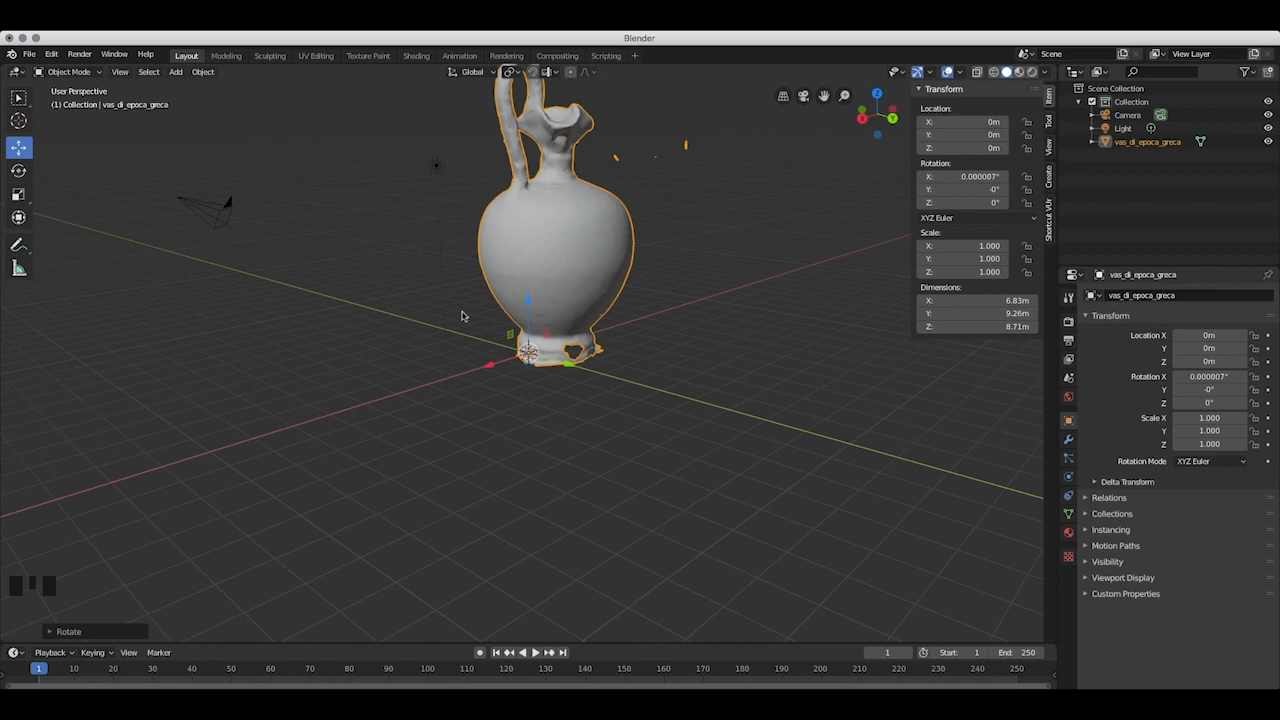 Blender
File Edit Render Window Help Layout Modeling Sculpting UV Editing Texture Paint Shading Animation Rendering Compositing Scripting + Scene View Layer
Object Mode View Select Add Object Global
User Perspective
(1) Collection | vas_di_epoca_greca
X
Y
Z
Transform
Location:
X: 0m
Y: 0m
Z: 0m
Rotation:
X: 0.000007°
Y: -0°
Z: 0°
XYZ Euler
Scale:
X: 1.000
Y: 1.000
Z: 1.000
Dimensions:
X: 6.83m
Y: 9.26m
Z: 8.71m
Item
Tool
View
Create
Shortcut VUr
Scene Collection
Collection
Camera
Light
vas_di_epoca_greca
vas_di_epoca_greca
vas_di_epoca_greca
Transform
Location X 0m
Y 0m
Z 0m
Rotation X 0.000007°
Y -0°
Z 0°
Scale X 1.000
Y 1.000
Z 1.000
Rotation Mode XYZ Euler
Delta Transform
Relations
Collections
Instancing
Motion Paths
Visibility
Viewport Display
Custom Properties
Rotate
Playback Keying View Marker 1 Start: 1 End: 250
1 10 20 30 40 50 60 70 80 90 100 110 120 130 140 150 160 170 180 190 200 210 220 230 240 250